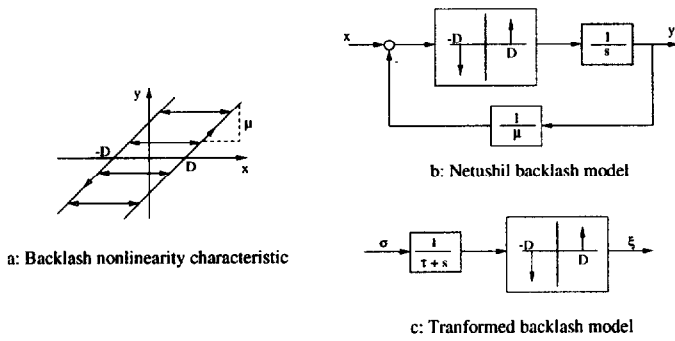 y
μ
-D
D
x
a: Backlash nonlinearity characteristic
x
-D
D
1
s
y
-
1
μ
b: Netushil backlash model
σ
1
τ + s
-D
D
ξ
c: Tranformed backlash model